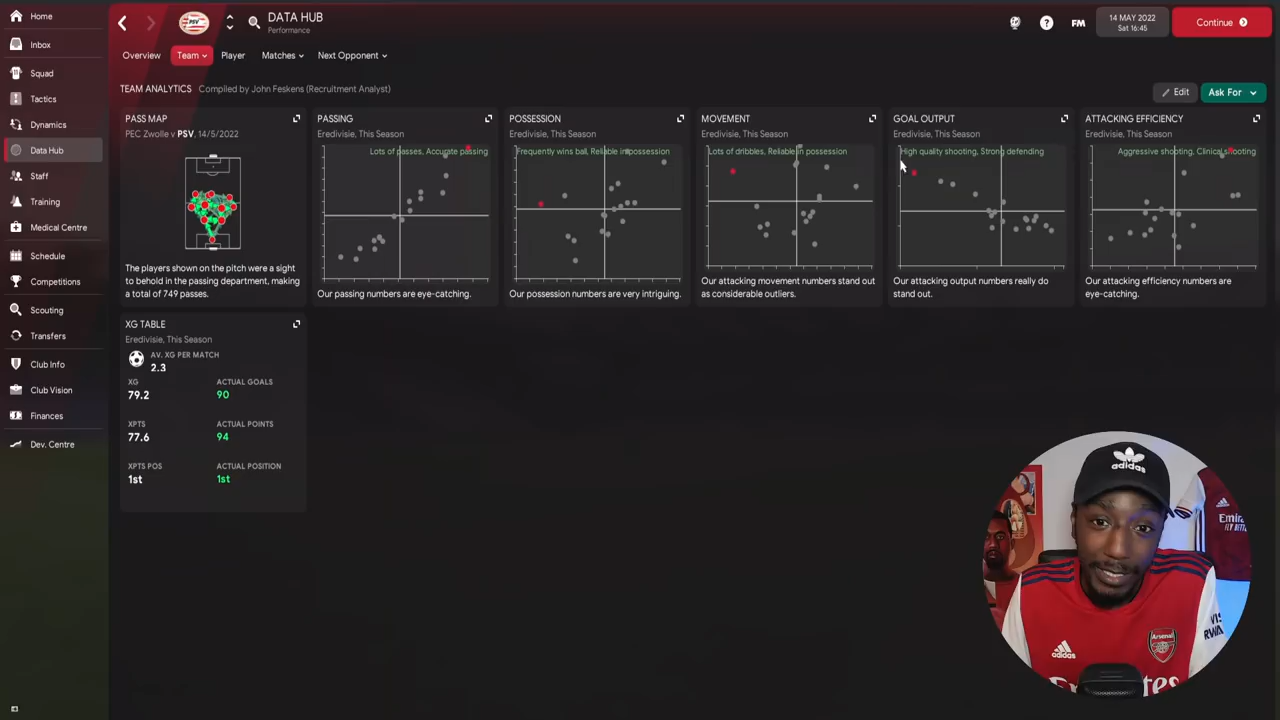 Home
PSV
DATA HUB
Performance
?
FM
14 MAY 2022
Sat 16:45
Continue
Inbox
Overview
Team
Player
Matches
Next Opponent
Squad
Tactics
Dynamics
Data Hub
Staff
Training
Medical Centre
Schedule
Competitions
Scouting
Transfers
Club Info
Club Vision
Finances
Dev. Centre
TEAM ANALYTICS Compiled by John Feskens (Recruitment Analyst)
Edit
Ask For
PASS MAP
PEC Zwolle v PSV, 14/5/2022
The players shown on the pitch were a sight
to behold in the passing department, making
a total of 749 passes.
PASSING
Eredivisie, This Season
Lots of passes, Accurate passing
Our passing numbers are eye-catching.
POSSESSION
Eredivisie, This Season
Frequently wins ball, Reliable in possession
Our possession numbers are very intriguing.
MOVEMENT
Eredivisie, This Season
Lots of dribbles, Reliable in possession
Our attacking movement numbers stand out
as considerable outliers.
GOAL OUTPUT
Eredivisie, This Season
High quality shooting, Strong defending
Our attacking output numbers really do
stand out.
ATTACKING EFFICIENCY
Eredivisie, This Season
Aggressive shooting, Clinical shooting
Our attacking efficiency numbers are
eye-catching.
XG TABLE
Eredivisie, This Season
AV. XG PER MATCH
2.3
XG ACTUAL GOALS
79.2 90
XPTS ACTUAL POINTS
77.6 94
XPTS POS ACTUAL POSITION
1st 1st
adidas
Emir
FLY BETTER
adidas
Arsenal
Emirates